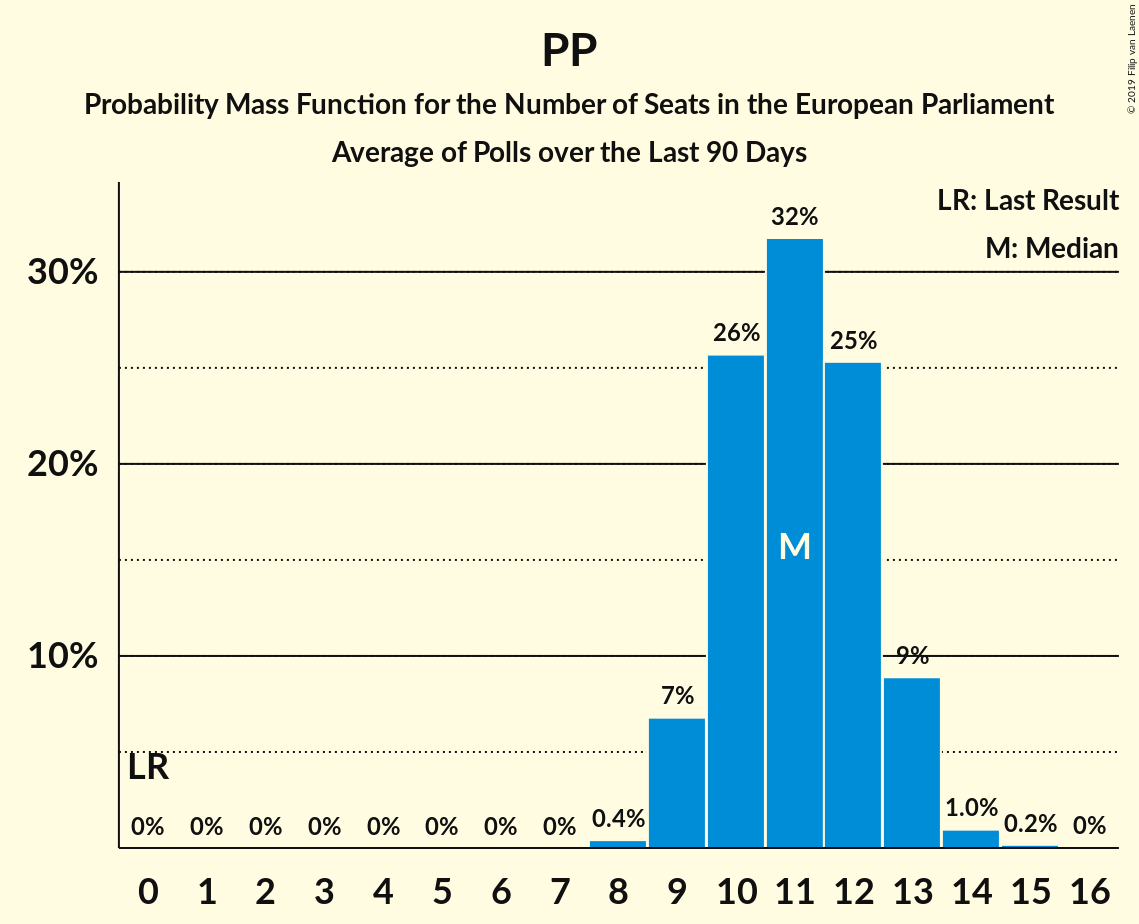 PP
Probability Mass Function for the Number of Seats in the European Parliament
Average of Polls over the Last 90 Days
© 2019 Filip van Laenen
LR: Last Result
M: Median
30%
20%
10%
32%
26%
25%
M
9%
7%
LR
0%
0%
0%
0%
0%
0%
0%
0%
0.4%
1.0%
0.2%
0%
0 1 2 3 4 5 6 7 8 9 10 11 12 13 14 15 16